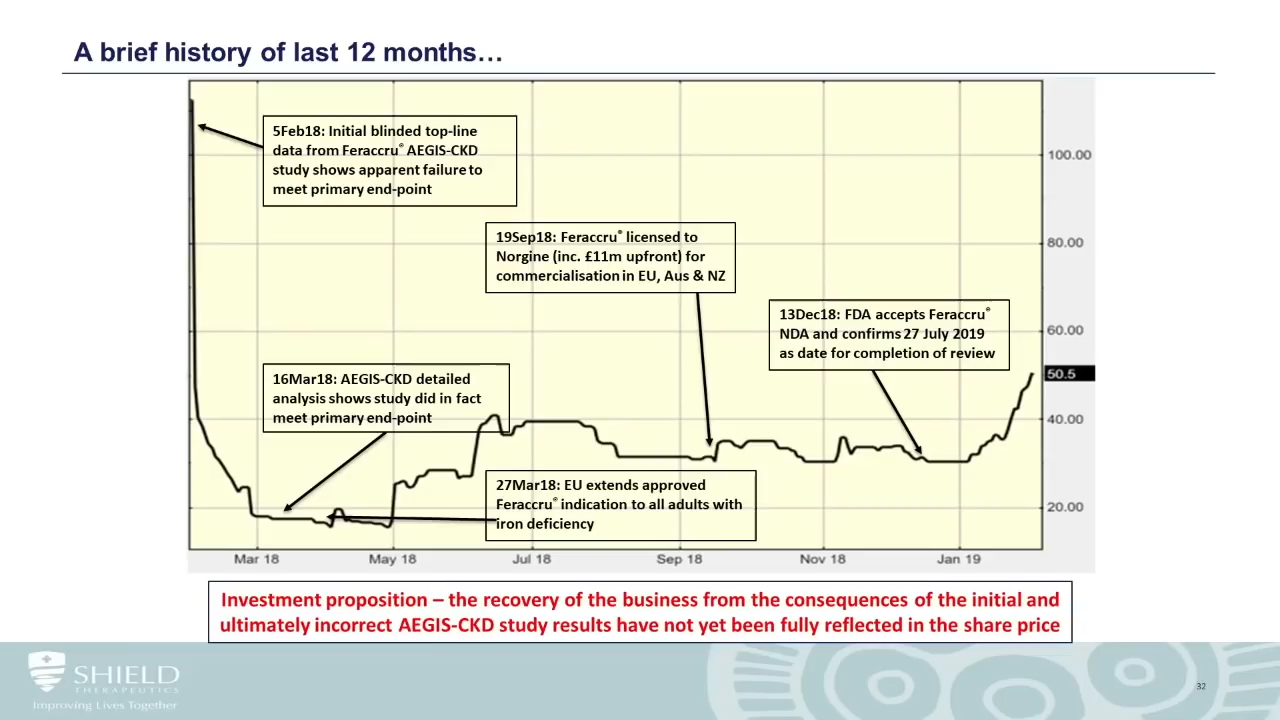 A brief history of last 12 months…
5Feb18: Initial blinded top-line
data from Feraccru® AEGIS-CKD
study shows apparent failure to
meet primary end-point
19Sep18: Feraccru® licensed to
Norgine (inc. £11m upfront) for
commercialisation in EU, Aus & NZ
13Dec18: FDA accepts Feraccru®
NDA and confirms 27 July 2019
as date for completion of review
16Mar18: AEGIS-CKD detailed
analysis shows study did in fact
meet primary end-point
27Mar18: EU extends approved
Feraccru® indication to all adults with
iron deficiency
100.00
80.00
60.00
50.5
40.00
20.00
Mar 18
May 18
Jul 18
Sep 18
Nov 18
Jan 19
Investment proposition – the recovery of the business from the consequences of the initial and
ultimately incorrect AEGIS-CKD study results have not yet been fully reflected in the share price
SHIELD
THERAPEUTICS
Improving Lives Together
32